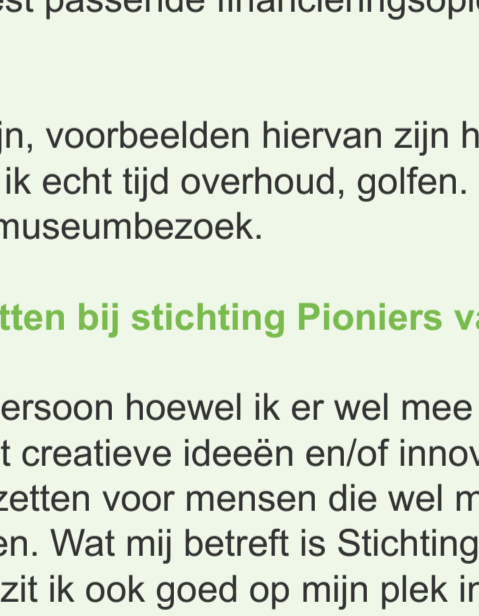 st passende financieringsopl
jn, voorbeelden hiervan zijn h
ik echt tijd overhoud, golfen.
museumbezoek.
tten bij stichting Pioniers va
ersoon hoewel ik er wel mee
t creatieve ideeën en/of innov
zetten voor mensen die wel m
en. Wat mij betreft is Stichting
zit ik ook goed op mijn plek in